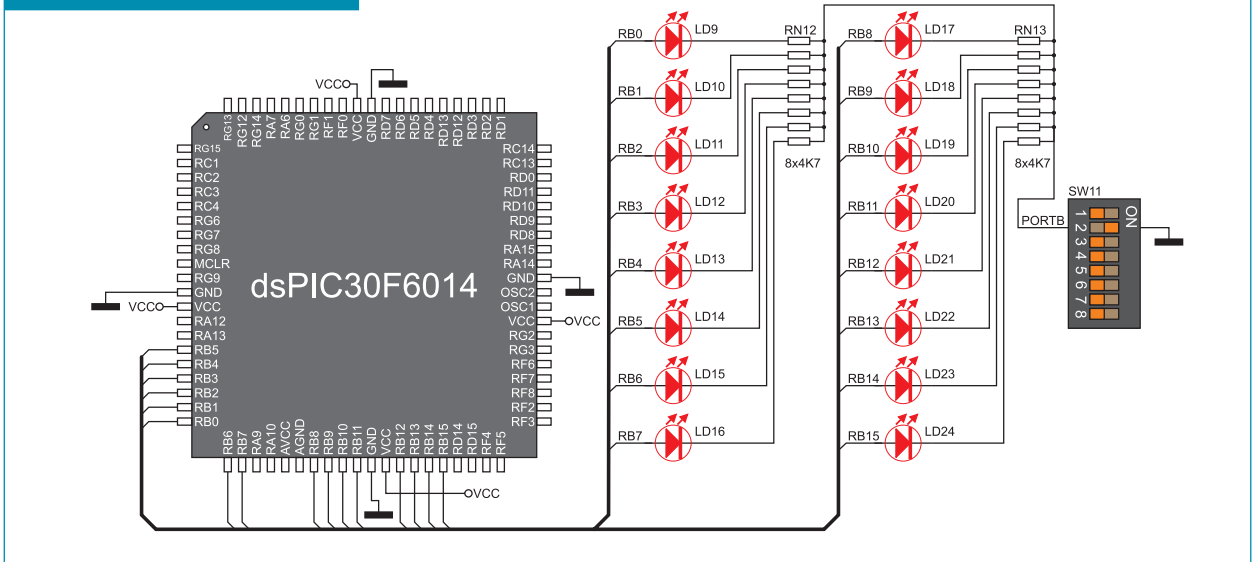 VCC
GND
RG13
RG12
RG14
RA7
RA6
RG0
RG1
RF1
RF0
VCC
GND
RD7
RD6
RD5
RD4
RD13
RD12
RD3
RD2
RD1
RG15
RC1
RC2
RC3
RC4
RG6
RG7
RG8
MCLR
RG9
GND
VCC
RA12
RA13
RB5
RB4
RB3
RB2
RB1
RB0
VCC
dsPIC30F6014
RC14
RC13
RD0
RD11
RD10
RD9
RD8
RA15
RA14
GND
OSC2
OSC1
VCC
RG2
RG3
RF6
RF7
RF8
RF2
RF3
VCC
RB6
RB7
RA9
RA10
AVCC
AGND
RB8
RB9
RB10
RB11
GND
VCC
RB12
RB13
RB14
RB15
RD14
RD15
RF4
RF5
VCC
RB0 LD9 RN12
RB1 LD10
RB2 LD11
8x4K7
RB3 LD12
RB4 LD13
RB5 LD14
RB6 LD15
RB7 LD16
RB8 LD17 RN13
RB9 LD18
RB10 LD19
8x4K7
RB11 LD20
RB12 LD21
RB13 LD22
RB14 LD23
RB15 LD24
SW11
PORTB
ON
1
2
3
4
5
6
7
8